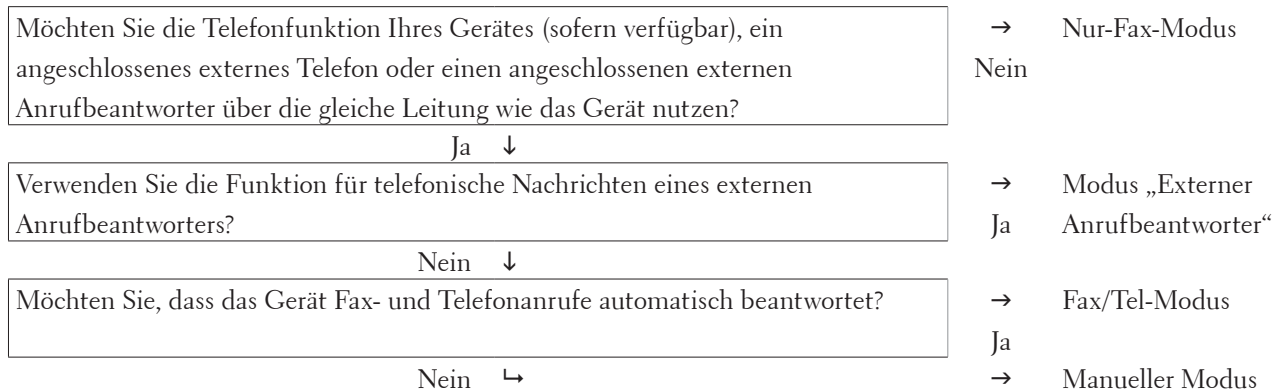 Möchten Sie die Telefonfunktion Ihres Gerätes (sofern verfügbar), ein → Nur-Fax-Modus
angeschlossenes externes Telefon oder einen angeschlossenen externen Nein
Anrufbeantworter über die gleiche Leitung wie das Gerät nutzen?
Ja ↓
Verwenden Sie die Funktion für telefonische Nachrichten eines externen → Modus „Externer
Anrufbeantworters? Ja Anrufbeantworter“
Nein ↓
Möchten Sie, dass das Gerät Fax- und Telefonanrufe automatisch beantwortet? → Fax/Tel-Modus
Ja
Nein ↳ → Manueller Modus